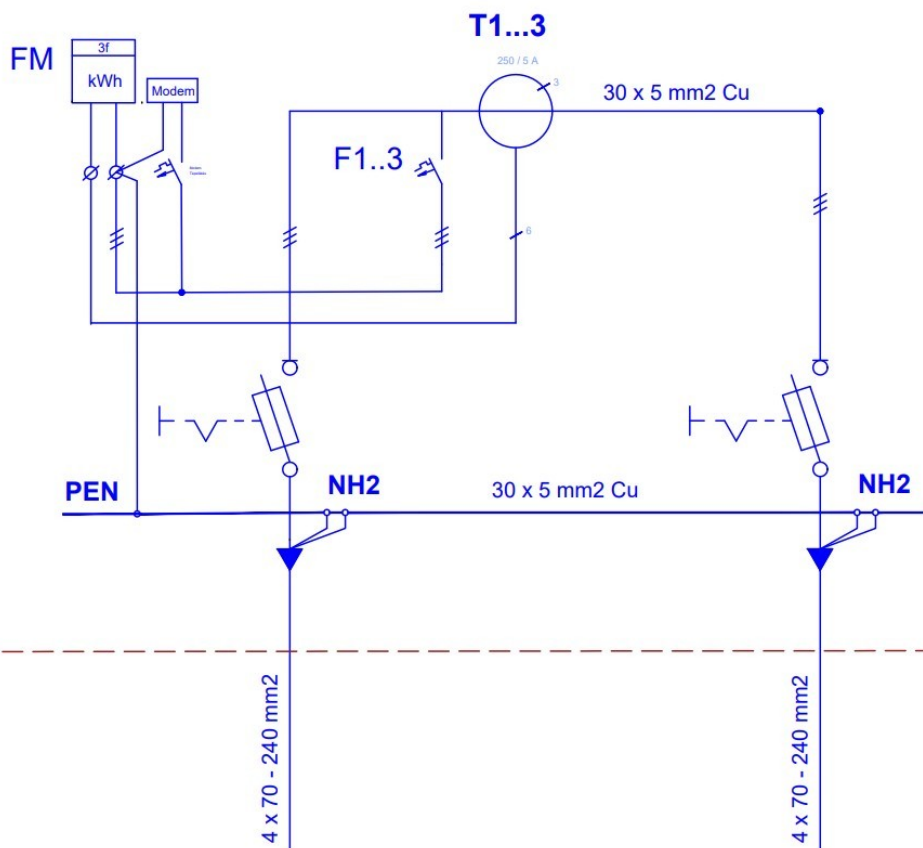 T1...3
FM
3f
kWh
Modem
250 / 5 A
3
30 x 5 mm2 Cu
F1..3
6
PEN
NH2
30 x 5 mm2 Cu
NH2
4 x 70 - 240 mm2
4 x 70 - 240 mm2